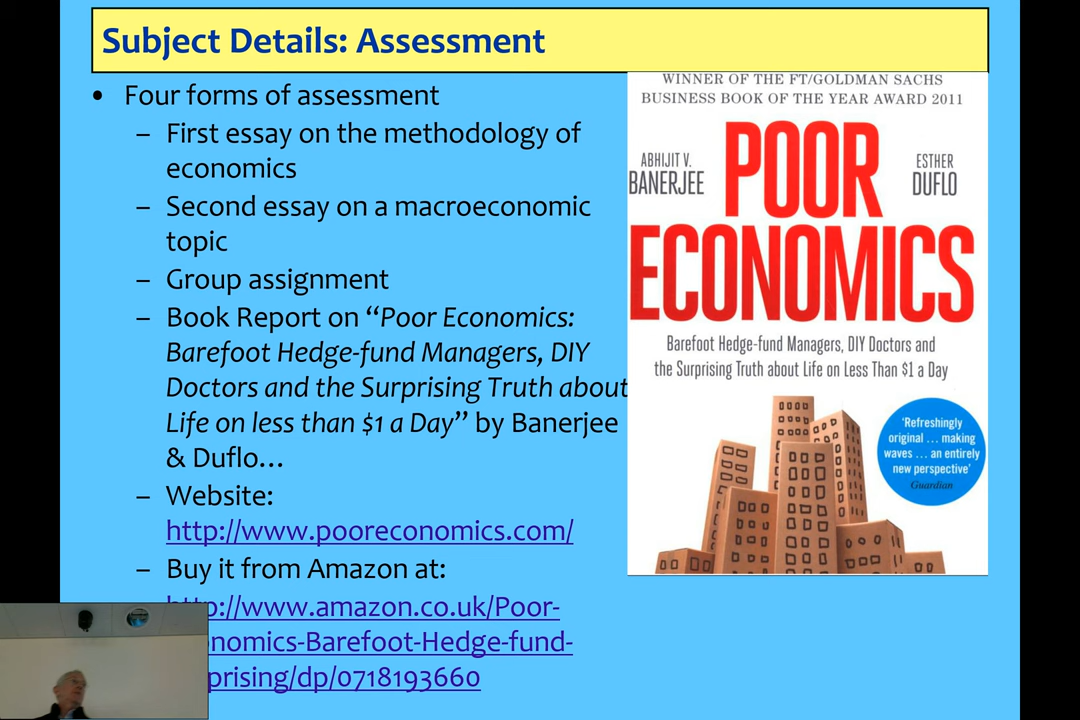 Subject Details: Assessment
• Four forms of assessment
– First essay on the methodology of
economics
– Second essay on a macroeconomic
topic
– Group assignment
– Book Report on “Poor Economics:
Barefoot Hedge-fund Managers, DIY
Doctors and the Surprising Truth about
Life on less than $1 a Day” by Banerjee
& Duflo…
– Website:
http://www.pooreconomics.com/
– Buy it from Amazon at:
p://www.amazon.co.uk/Poor-
onomics-Barefoot-Hedge-fund-
prising/dp/0718193660
WINNER OF THE FT/GOLDMAN SACHS
BUSINESS BOOK OF THE YEAR AWARD 2011
ABHIJIT V.
BANERJEE
POOR
ESTHER
DUFLO
ECONOMICS
Barefoot Hedge-fund Managers, DIY Doctors and
the Surprising Truth about Life on Less Than $1 a Day
‘Refreshingly
original ... making
waves ... an entirely
new perspective’
Guardian